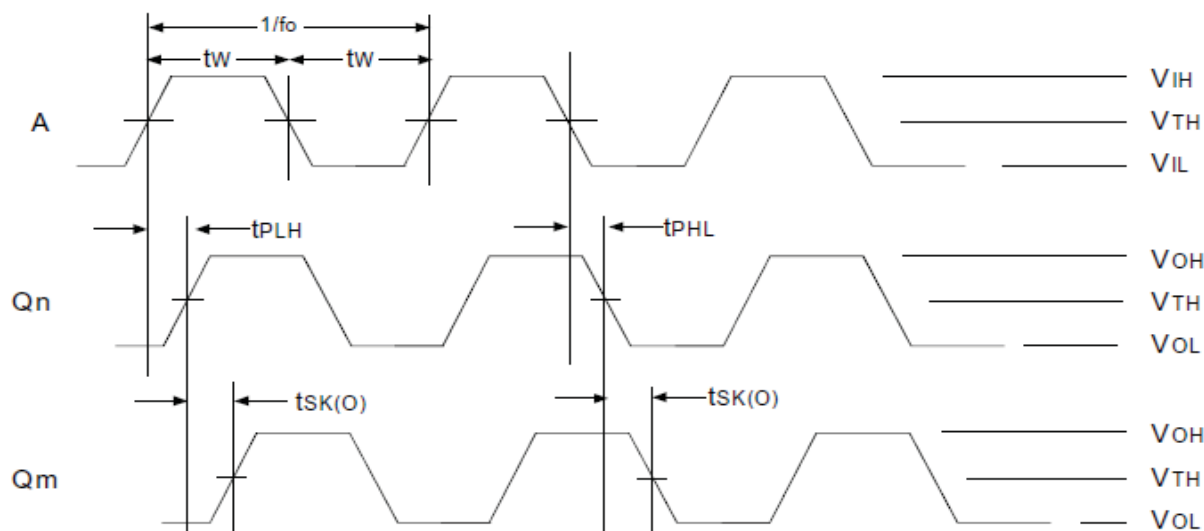 1/fo
tW tW
VIH
A
VTH
VIL
tPLH
tPHL
VOH
Qn
VTH
VOL
tSK(O)
tSK(O)
VOH
Qm
VTH
VOL